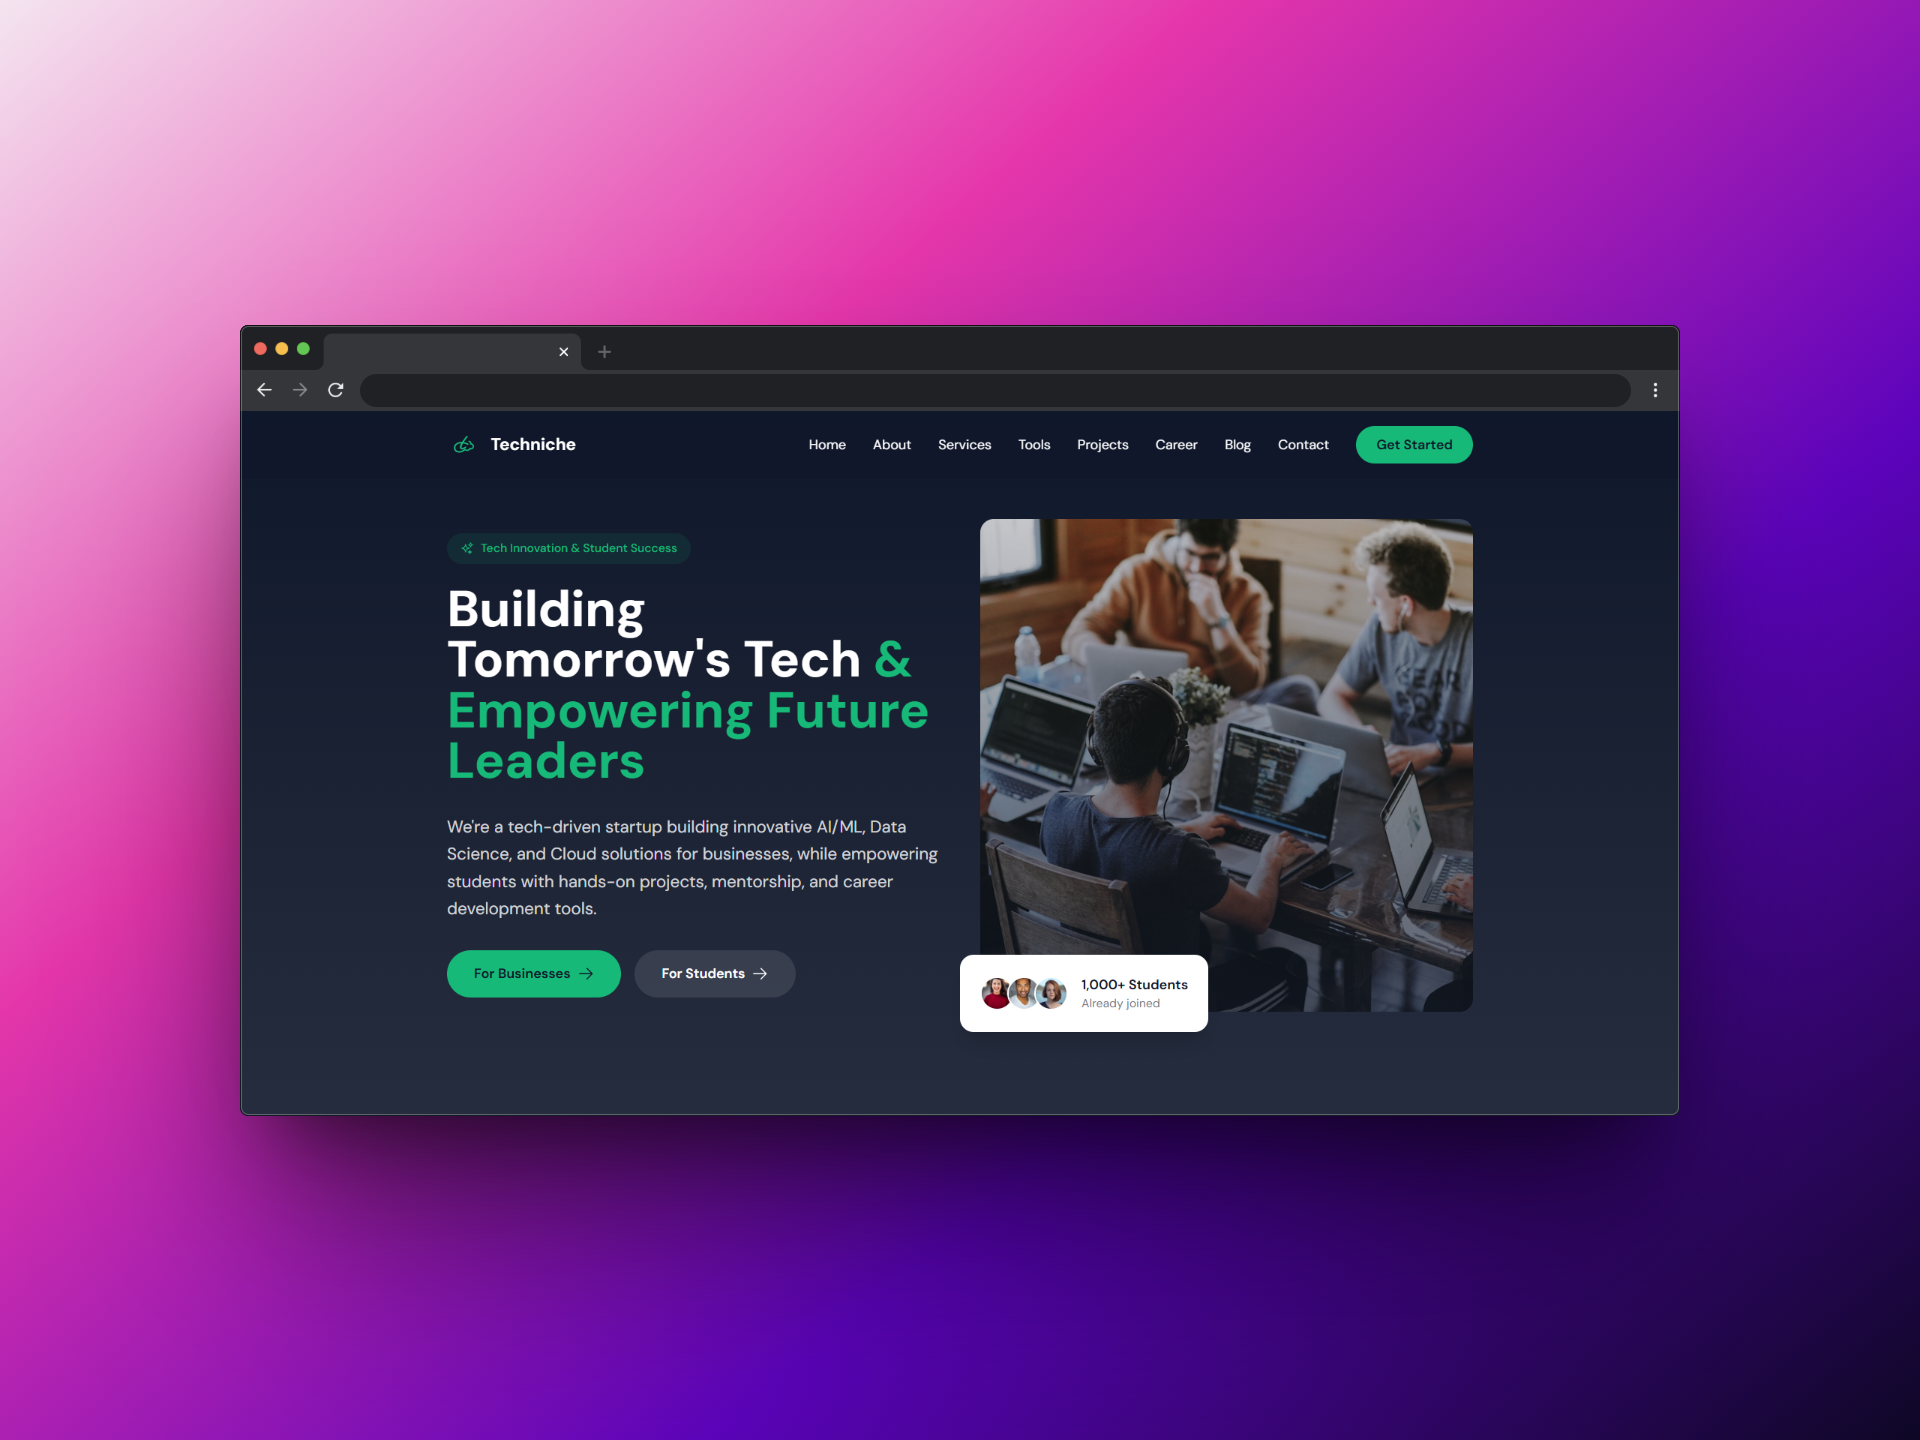 Techniche
Home About Services Tools Projects Career Blog Contact Get Started
Tech Innovation & Student Success
Building
Tomorrow's Tech &
Empowering Future
Leaders
We're a tech-driven startup building innovative AI/ML, Data
Science, and Cloud solutions for businesses, while empowering
students with hands-on projects, mentorship, and career
development tools.
For Businesses
For Students
1,000+ Students
Already joined